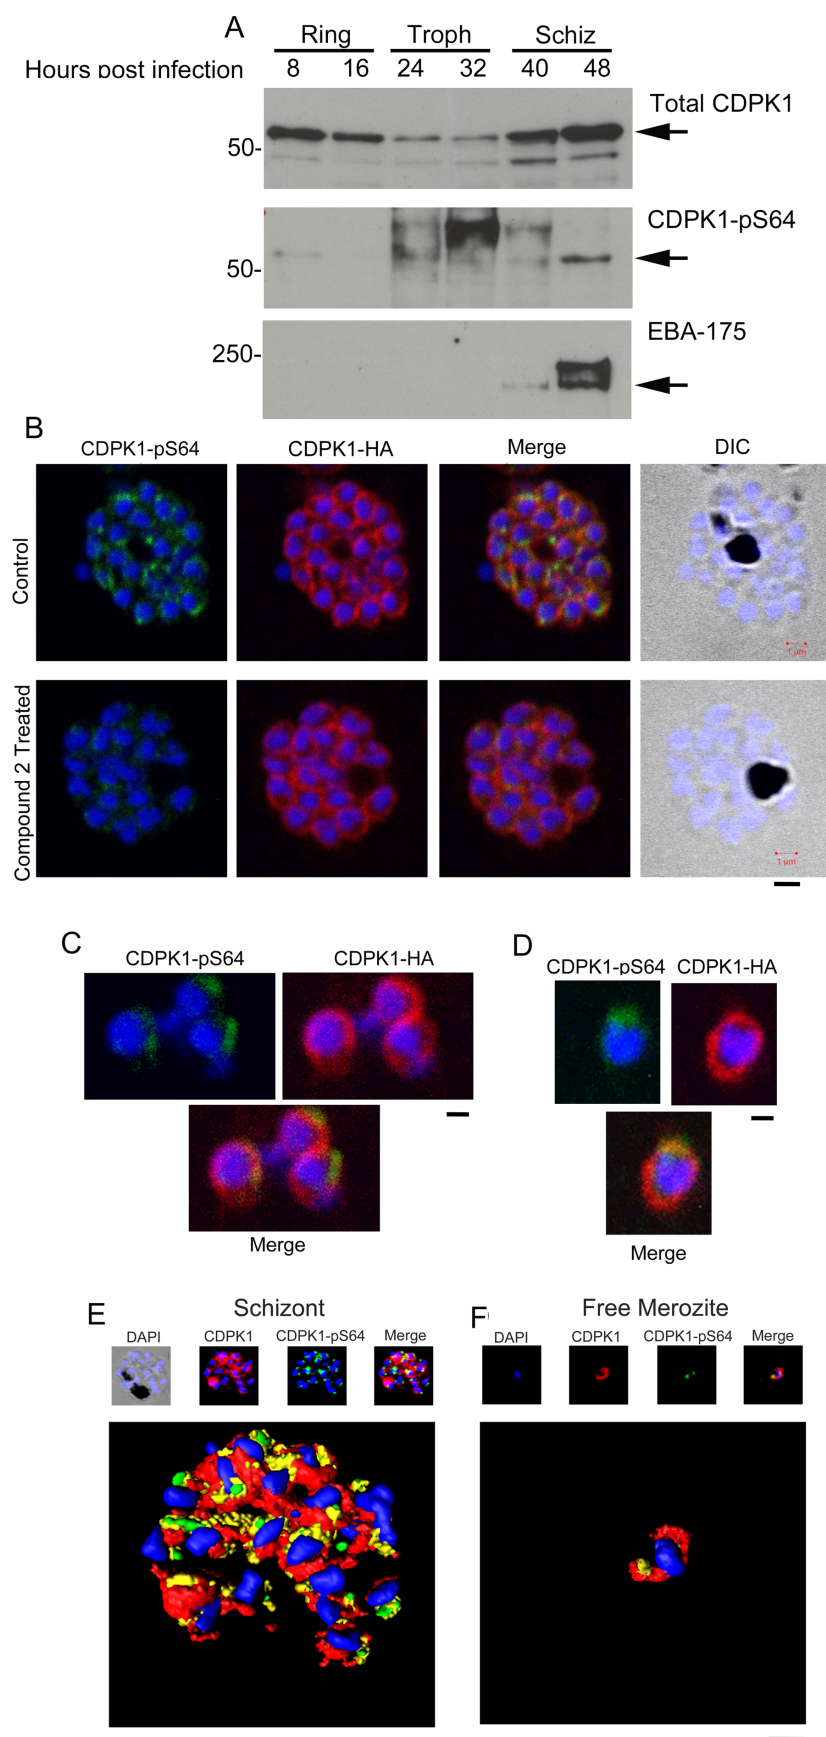 A
Ring Troph Schiz
Hours post infection 8 16 24 32 40 48
Total CDPK1
50-
CDPK1-pS64
50-
EBA-175
250-
B
CDPK1-pS64 CDPK1-HA Merge DIC
Control
1 µm
Compound 2 Treated
1 µm
C
CDPK1-pS64 CDPK1-HA
Merge
D
CDPK1-pS64 CDPK1-HA
Merge
E
Schizont
DAPI CDPK1 CDPK1-pS64 Merge
F
Free Merozite
DAPI CDPK1 CDPK1-pS64 Merge